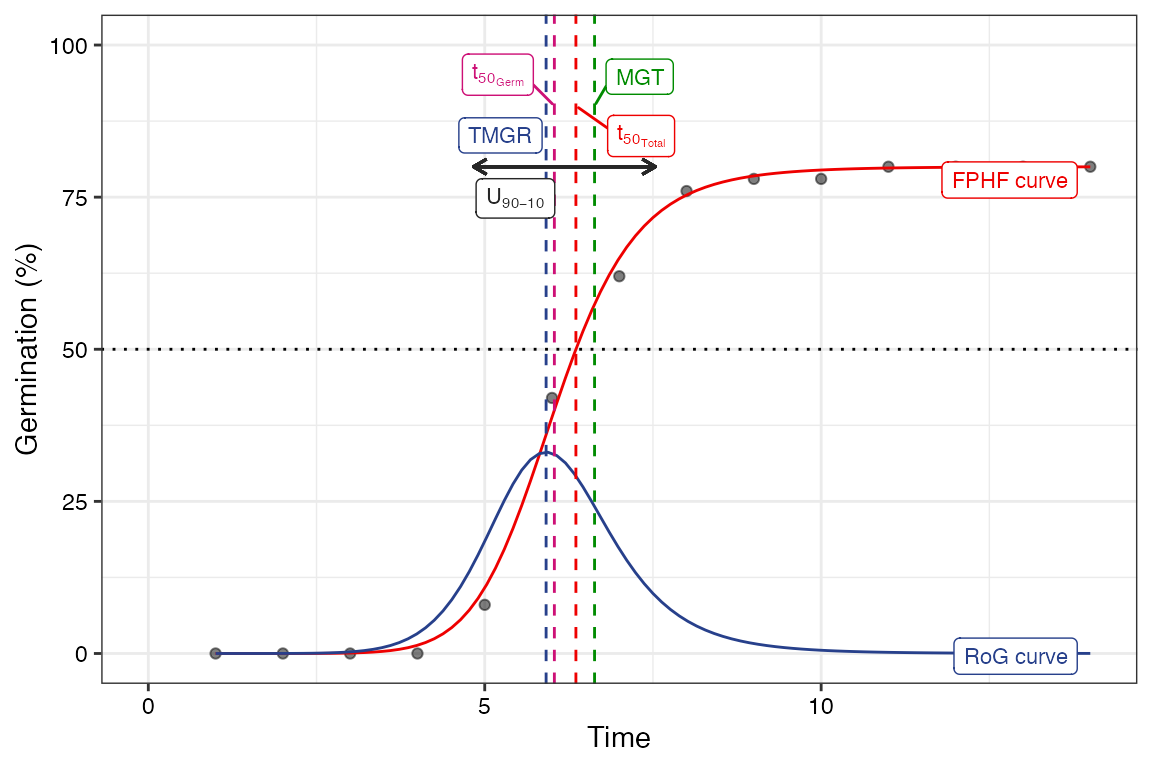 100
75
50
25
0
Germination (%)
t50Germ
MGT
TMGR
t50Total
U90−10
FPHF curve
RoG curve
0
5
10
Time